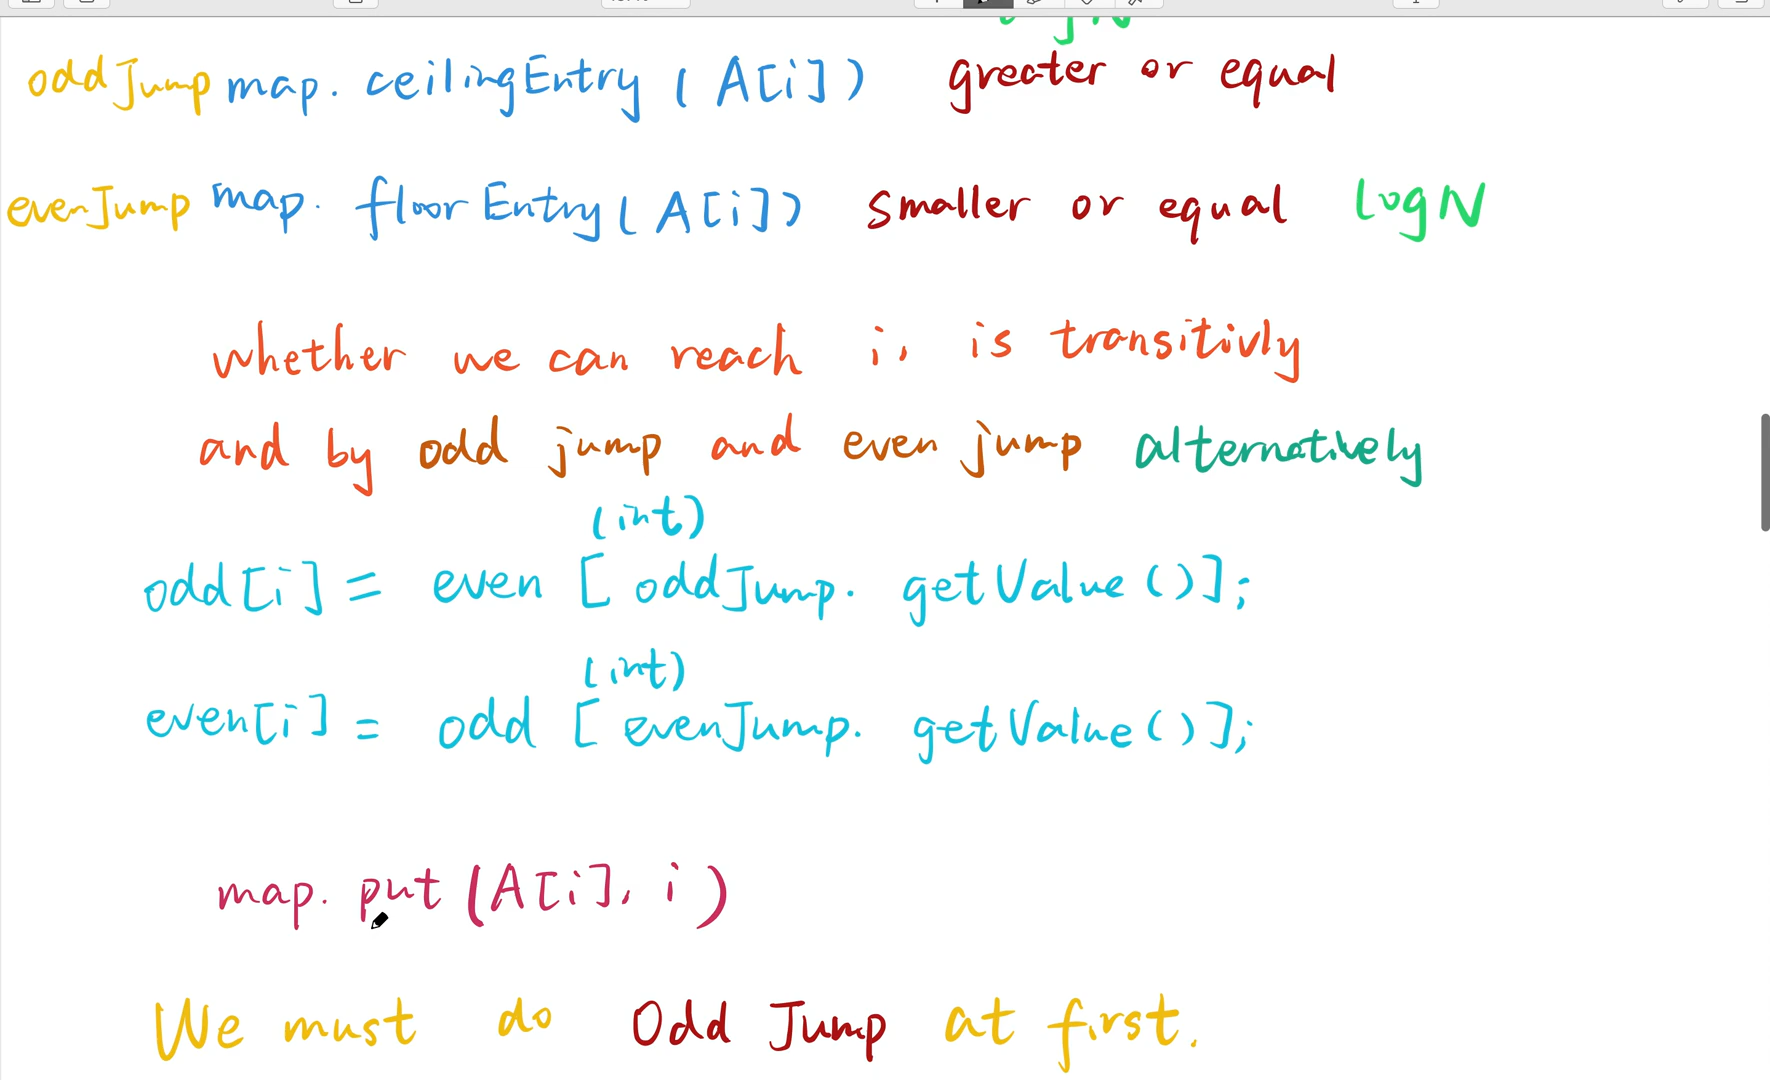 oddJump map. ceilingEntry (A[i]) greater or equal
evenJump map. floorEntry (A[i]) smaller or equal logN
whether we can reach i, is transitivly
and by odd jump and even jump alternatively
(int)
odd[i] = even [oddJump. getValue()];
(int)
even[i] = odd [evenJump. getValue()];
map. put (A[i], i)
We must do Odd Jump at first.